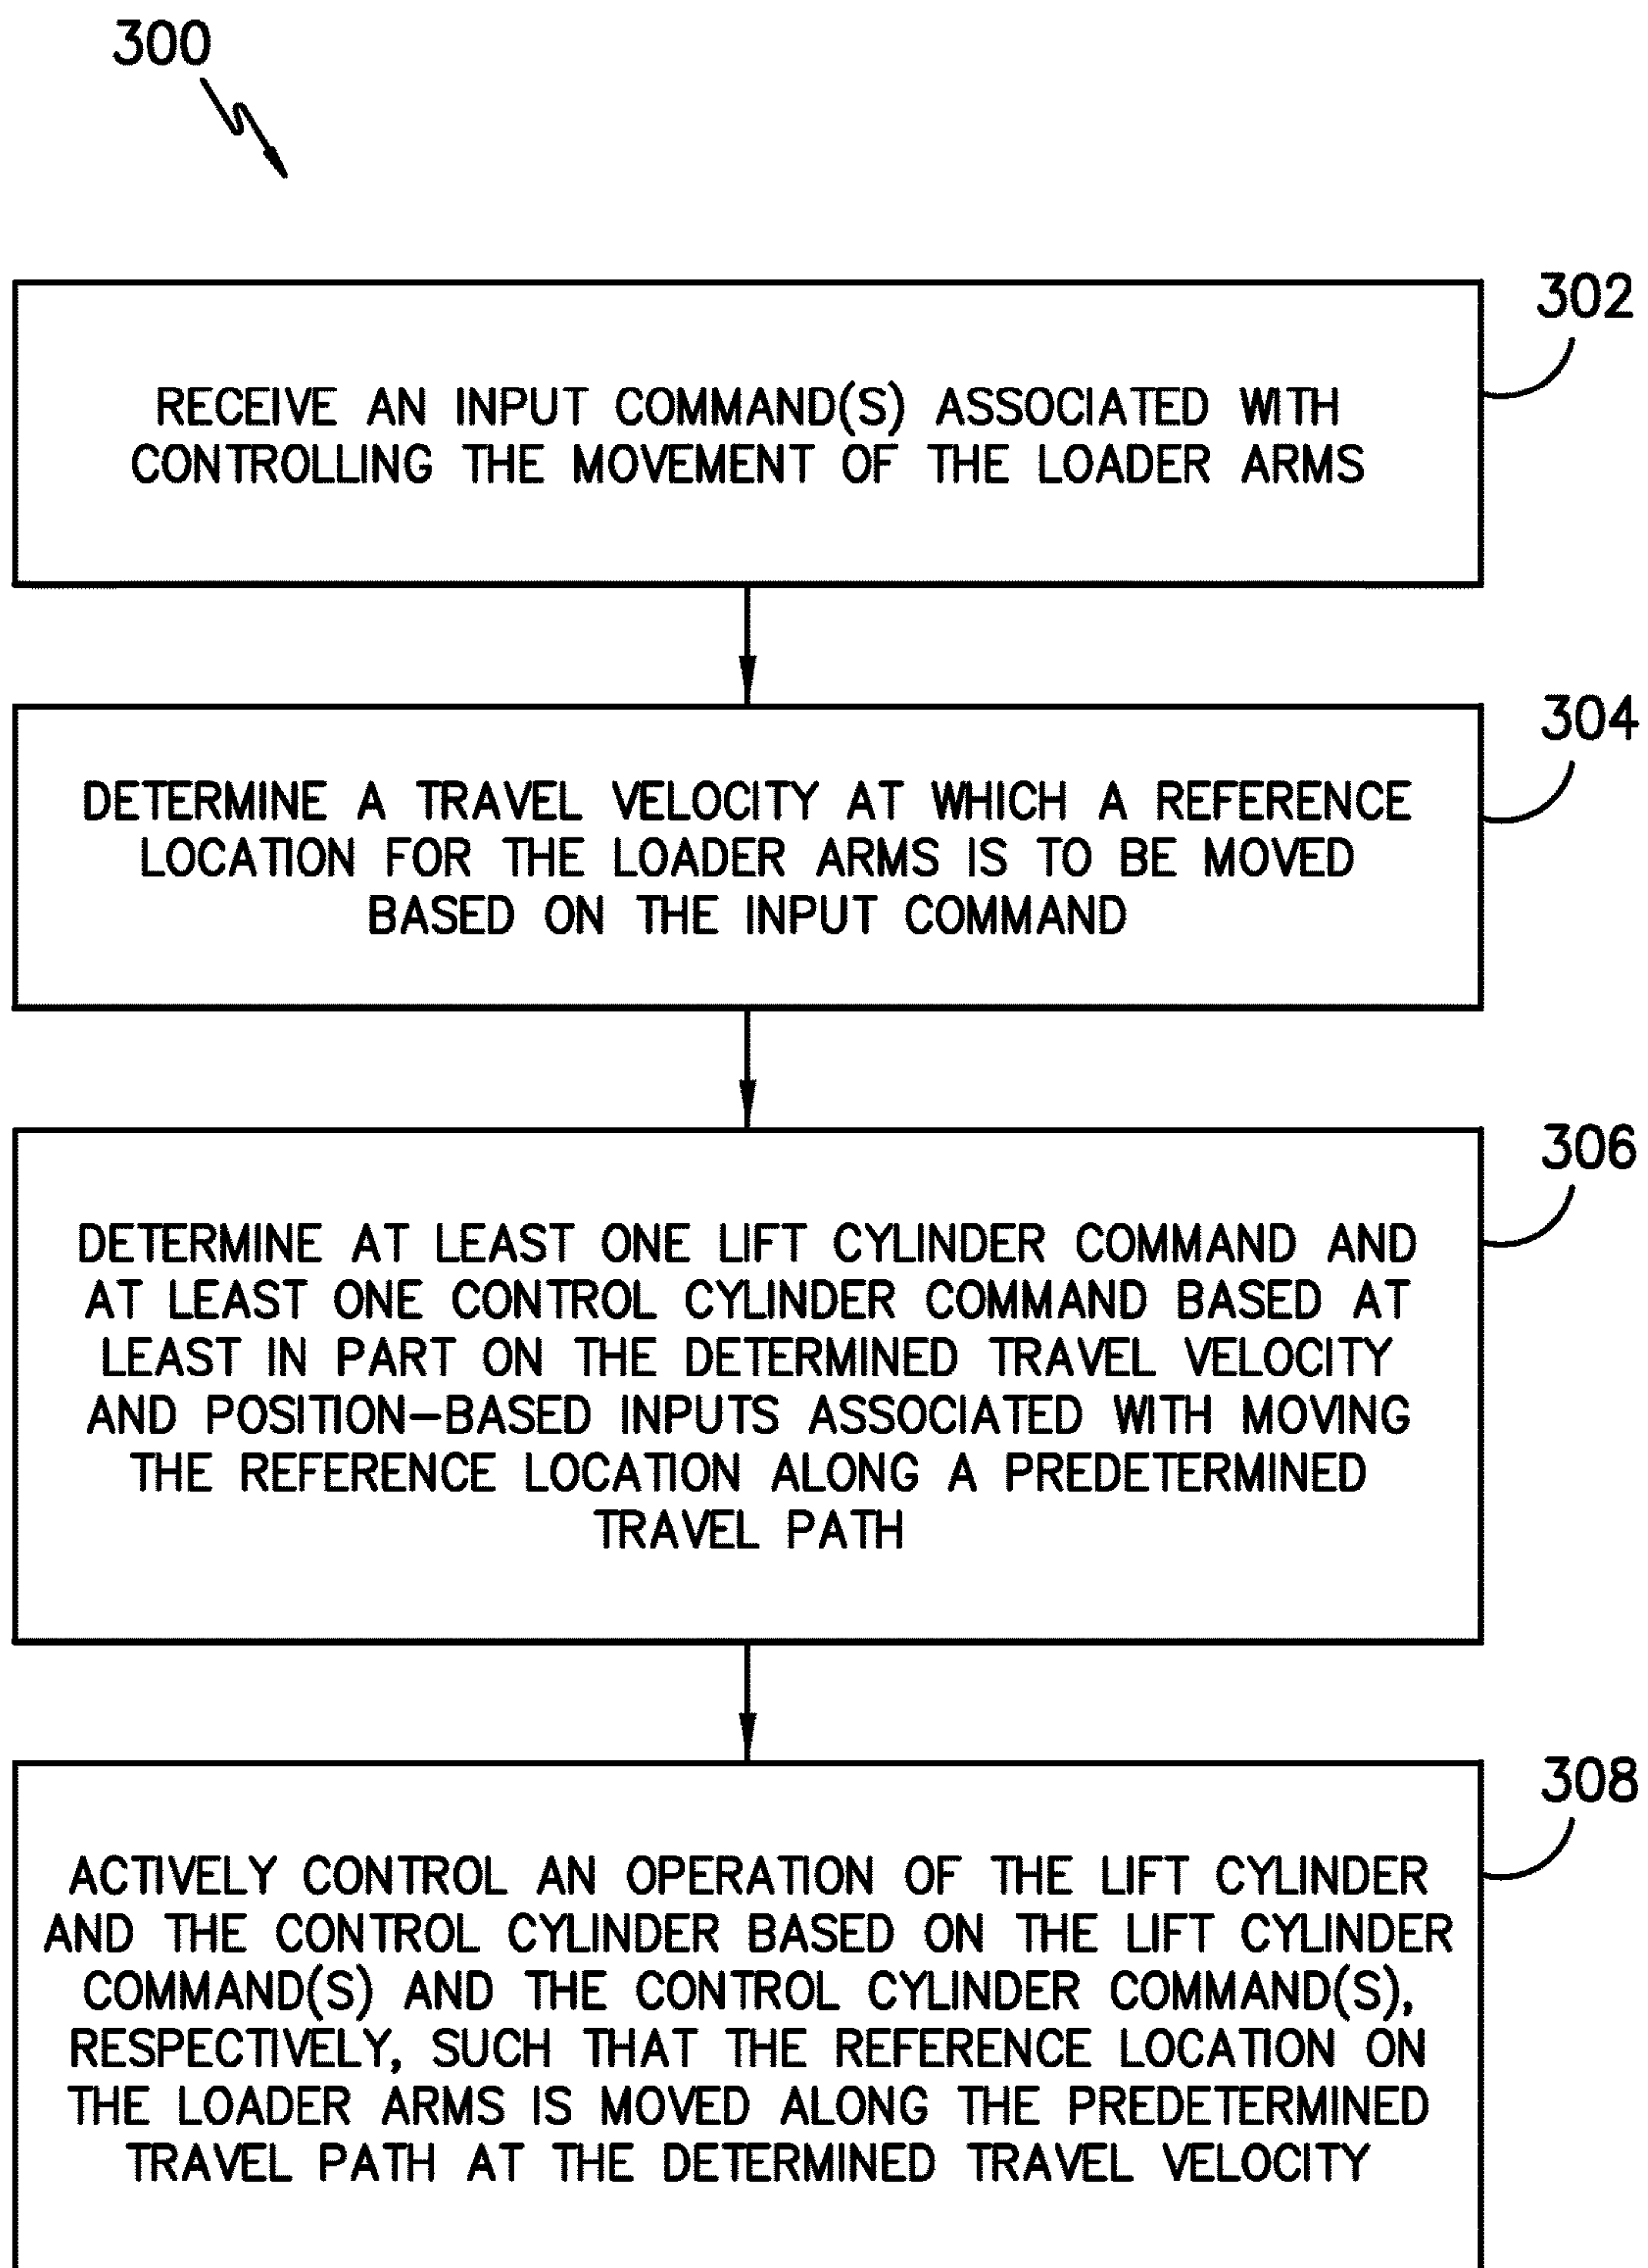 300
302
RECEIVE AN INPUT COMMAND(S) ASSOCIATED WITH
CONTROLLING THE MOVEMENT OF THE LOADER ARMS
304
DETERMINE A TRAVEL VELOCITY AT WHICH A REFERENCE
LOCATION FOR THE LOADER ARMS IS TO BE MOVED
BASED ON THE INPUT COMMAND
306
DETERMINE AT LEAST ONE LIFT CYLINDER COMMAND AND
AT LEAST ONE CONTROL CYLINDER COMMAND BASED AT
LEAST IN PART ON THE DETERMINED TRAVEL VELOCITY
AND POSITION-BASED INPUTS ASSOCIATED WITH MOVING
THE REFERENCE LOCATION ALONG A PREDETERMINED
TRAVEL PATH
308
ACTIVELY CONTROL AN OPERATION OF THE LIFT CYLINDER
AND THE CONTROL CYLINDER BASED ON THE LIFT CYLINDER
COMMAND(S) AND THE CONTROL CYLINDER COMMAND(S),
RESPECTIVELY, SUCH THAT THE REFERENCE LOCATION ON
THE LOADER ARMS IS MOVED ALONG THE PREDETERMINED
TRAVEL PATH AT THE DETERMINED TRAVEL VELOCITY